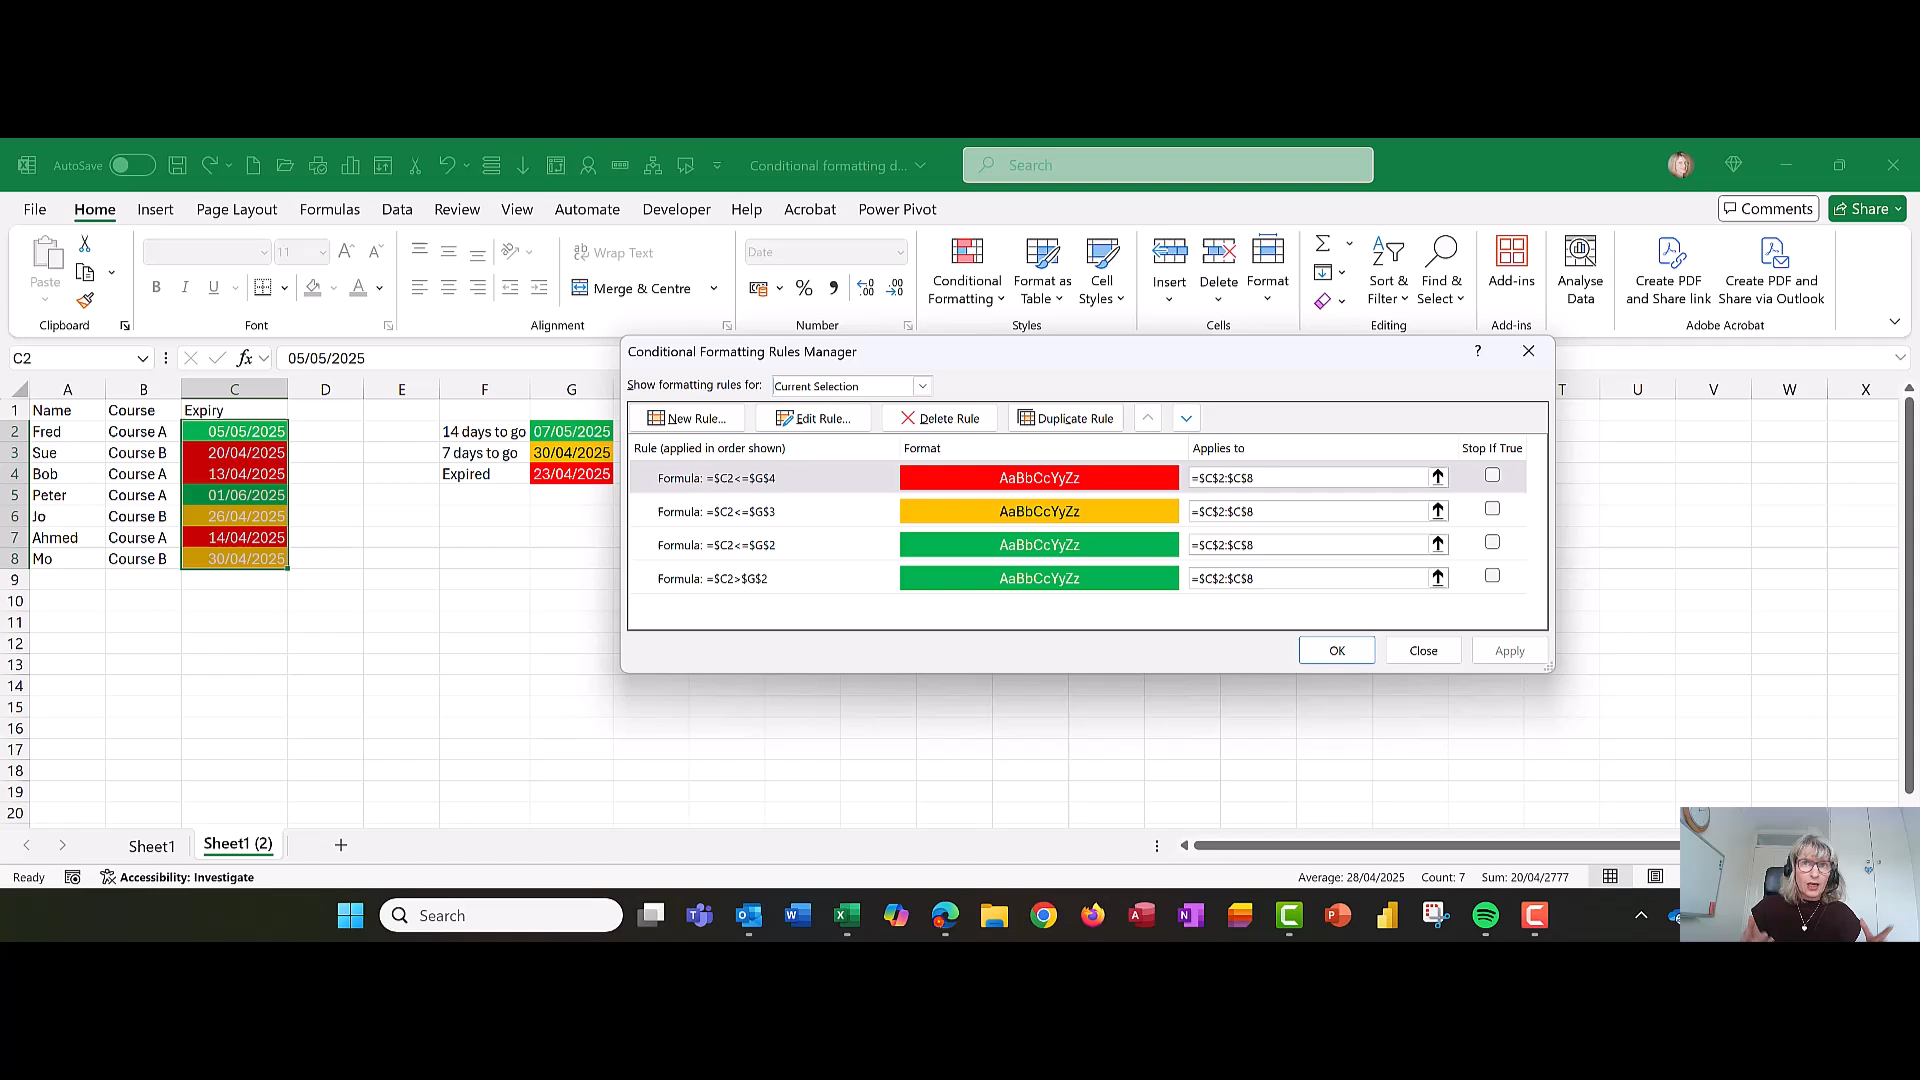 AutoSave
Conditional formatting d...
Search
File Home Insert Page Layout Formulas Data Review View Automate Developer Help Acrobat Power Pivot
Comments
Share
Paste
Clipboard
11
Font
Wrap Text
Merge & Centre
Alignment
Date
Number
Conditional Formatting
Format as Table
Cell Styles
Styles
Insert
Delete
Format
Cells
Sort & Filter
Find & Select
Editing
Add-ins
Add-ins
Analyse Data
Create PDF and Share link
Create PDF and Share via Outlook
Adobe Acrobat
C2
fx
05/05/2025
A B C D E F G T U V W X
1 Name Course Expiry
2 Fred Course A 05/05/2025 14 days to go 07/05/2025
3 Sue Course B 20/04/2025 7 days to go 30/04/2025
4 Bob Course A 13/04/2025 Expired 23/04/2025
5 Peter Course A 01/06/2025
6 Jo Course B 26/04/2025
7 Ahmed Course A 14/04/2025
8 Mo Course B 30/04/2025
9
10
11
12
13
14
15
16
17
18
19
20
Conditional Formatting Rules Manager
?
Show formatting rules for: Current Selection
New Rule... Edit Rule... Delete Rule Duplicate Rule
Rule (applied in order shown) Format Applies to Stop If True
Formula: =$C2<=$G$4 AaBbCcYyZz =$C$2:$C$8
Formula: =$C2<=$G$3 AaBbCcYyZz =$C$2:$C$8
Formula: =$C2<=$G$2 AaBbCcYyZz =$C$2:$C$8
Formula: =$C2>$G$2 AaBbCcYyZz =$C$2:$C$8
OK Close Apply
Sheet1 Sheet1 (2)
Ready
Accessibility: Investigate
Average: 28/04/2025 Count: 7 Sum: 20/04/2777
Search